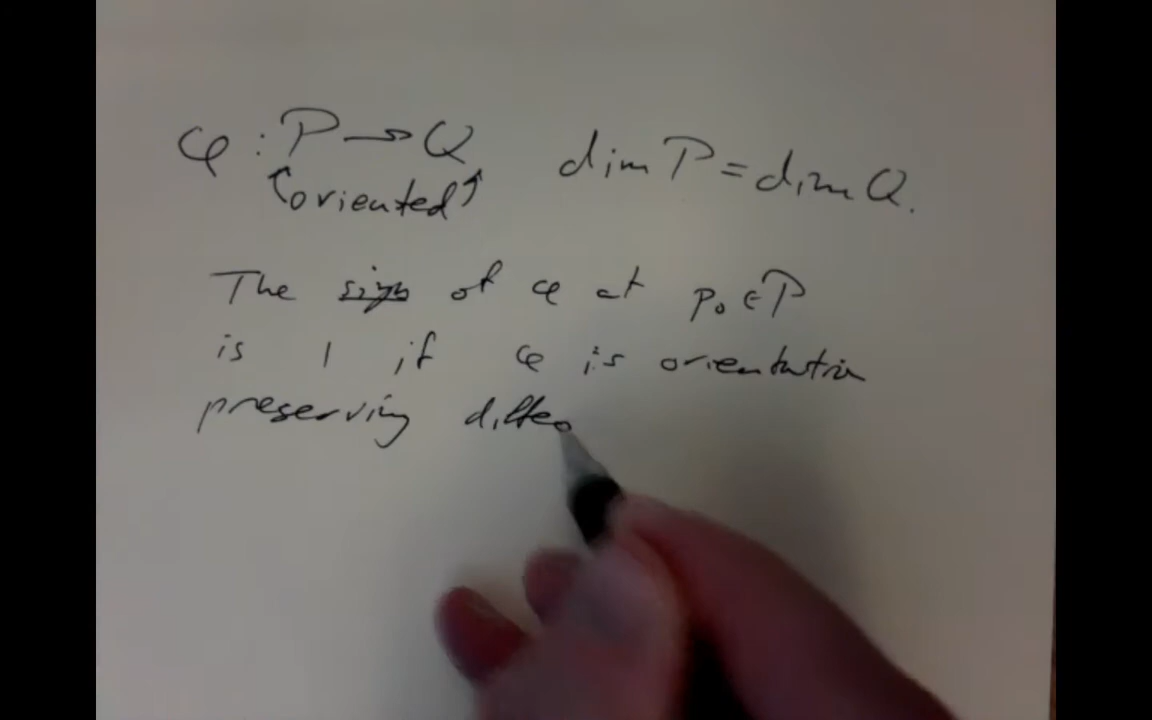 φ : P → Q dim P = dim Q.
(oriented)
The sign of φ at p₀ ∈ P
is 1 if φ is orientation
preserving diffeo